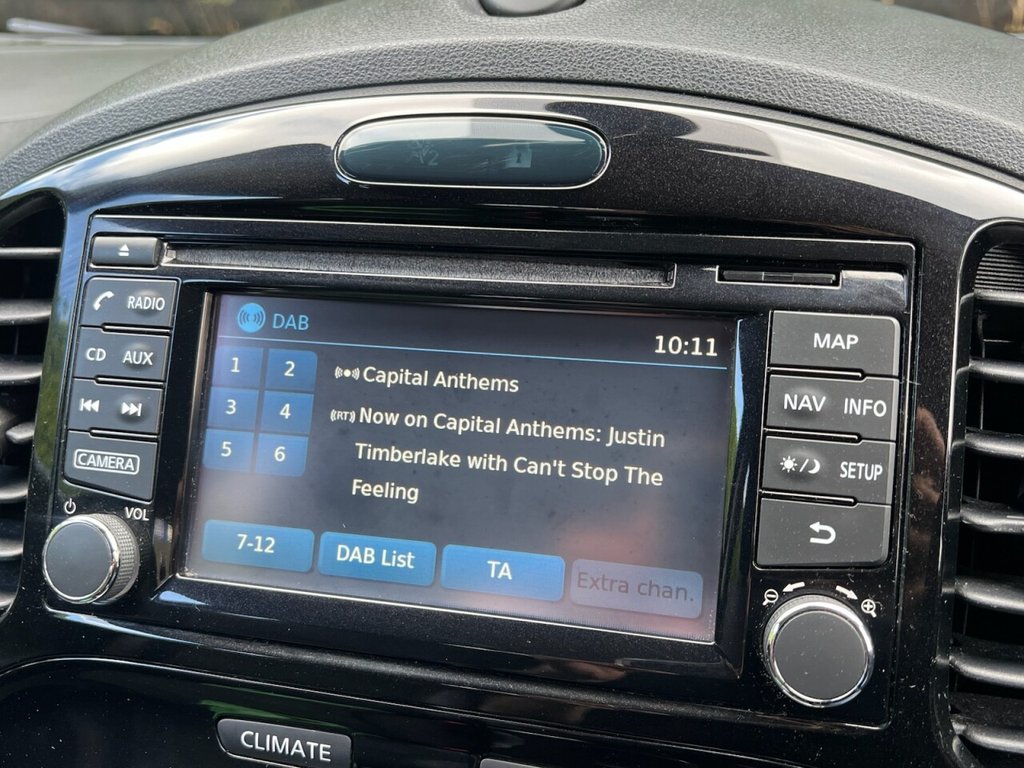 RADIO
CD AUX
CAMERA
VOL
DAB
10:11
1 2
3 4
5 6
Capital Anthems
(RT) Now on Capital Anthems: Justin
Timberlake with Can't Stop The
Feeling
7-12 DAB List TA Extra chan.
MAP
NAV INFO
SETUP
CLIMATE